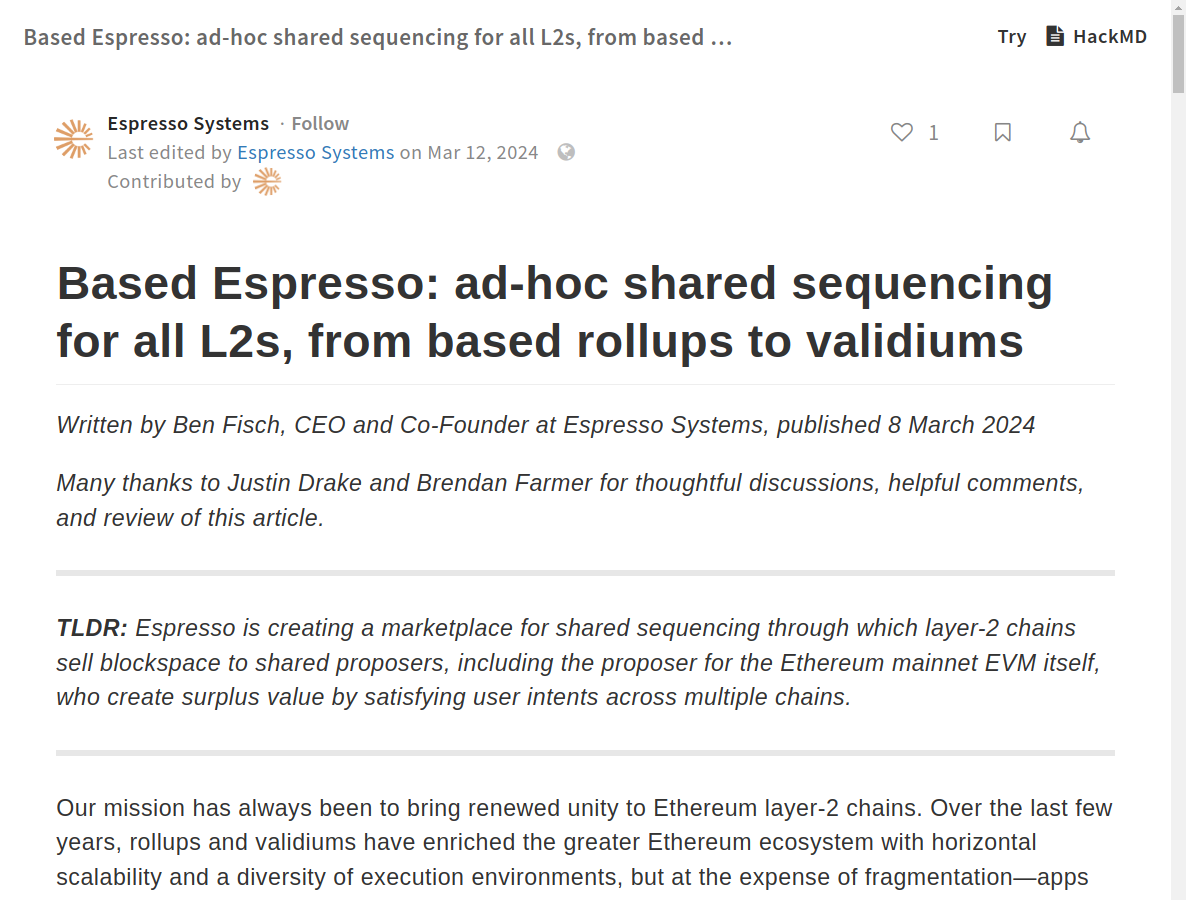 Based Espresso: ad-hoc shared sequencing for all L2s, from based …
Try HackMD
Espresso Systems · Follow
1
Last edited by Espresso Systems on Mar 12, 2024
Contributed by
Based Espresso: ad-hoc shared sequencing
for all L2s, from based rollups to validiums
Written by Ben Fisch, CEO and Co-Founder at Espresso Systems, published 8 March 2024
Many thanks to Justin Drake and Brendan Farmer for thoughtful discussions, helpful comments,
and review of this article.
TLDR: Espresso is creating a marketplace for shared sequencing through which layer-2 chains
sell blockspace to shared proposers, including the proposer for the Ethereum mainnet EVM itself,
who create surplus value by satisfying user intents across multiple chains.
Our mission has always been to bring renewed unity to Ethereum layer-2 chains. Over the last few
years, rollups and validiums have enriched the greater Ethereum ecosystem with horizontal
scalability and a diversity of execution environments, but at the expense of fragmentation—apps